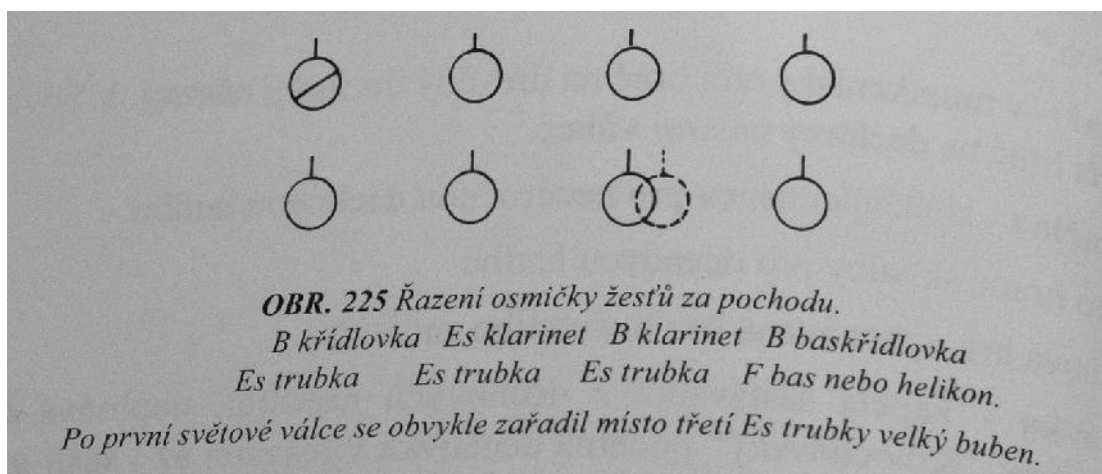 OBR. 225 Řazení osmičky žesťů za pochodu.
B křídlovka Es klarinet B klarinet B baskřídlovka
Es trubka Es trubka Es trubka F bas nebo helikon.
Po první světové válce se obvykle zařadil místo třetí Es trubky velký buben.